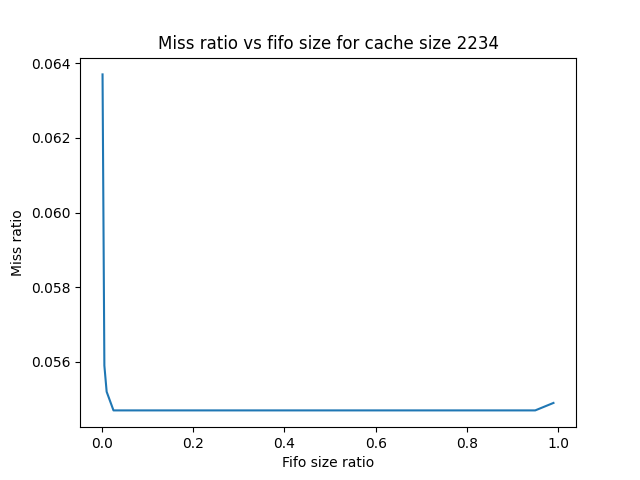 Miss ratio vs fifo size for cache size 2234
0.064
0.062
0.060
0.058
0.056
Miss ratio
0.0 0.2 0.4 0.6 0.8 1.0
Fifo size ratio